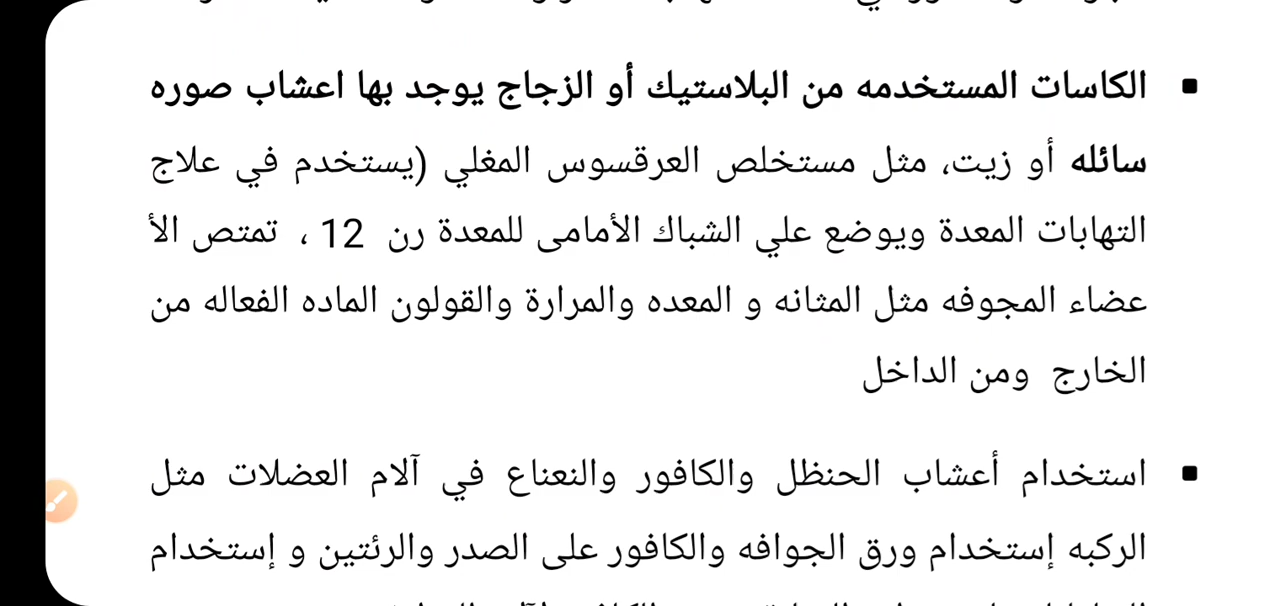 ▪ الكاسات المستخدمه من البلاستيك أو الزجاج يوجد بها اعشاب صوره
سائله أو زيت، مثل مستخلص العرقسوس المغلي (يستخدم في علاج
التهابات المعدة ويوضع علي الشباك الأمامى للمعدة رن 12 ، تمتص الأ
عضاء المجوفه مثل المثانه و المعده والمرارة والقولون الماده الفعاله من
الخارج ومن الداخل
▪ استخدام أعشاب الحنظل والكافور والنعناع في آلام العضلات مثل
الركبه إستخدام ورق الجوافه والكافور على الصدر والرئتين و إستخدام